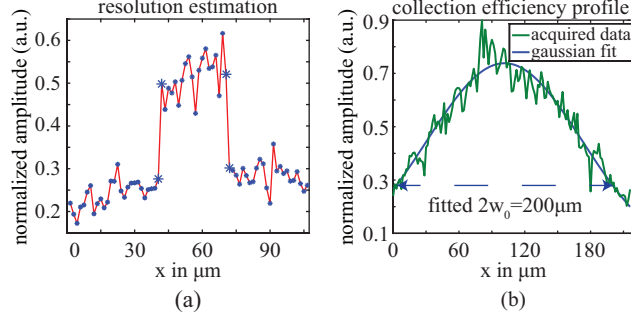 resolution estimation
normalized amplitude (a.u.)
0.6
0.5
0.4
0.3
0.2
0
30
60
90
x in μm
(a)
collection efficiency profile
normalized amplitude (a.u.)
0.9
0.7
0.5
0.3
0.1
acquired data
gaussian fit
fitted 2w₀=200μm
0
60
120
180
x in μm
(b)